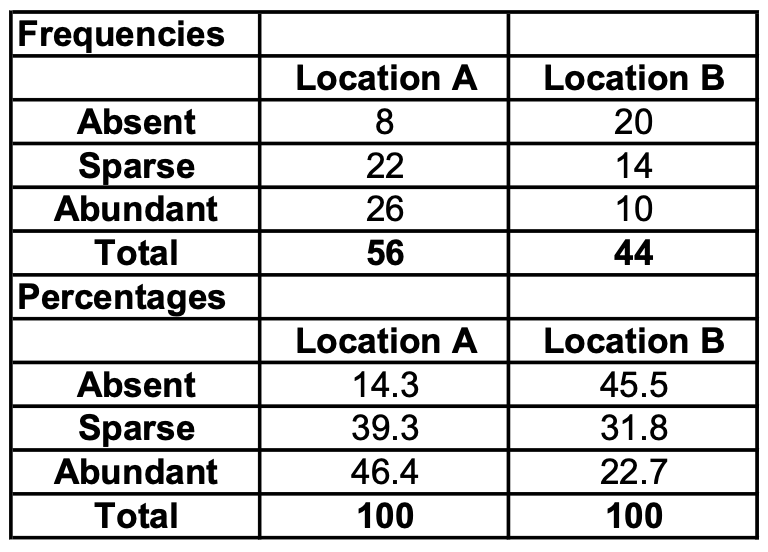 Frequencies
Location A Location B
Absent 8 20
Sparse 22 14
Abundant 26 10
Total 56 44
Percentages
Location A Location B
Absent 14.3 45.5
Sparse 39.3 31.8
Abundant 46.4 22.7
Total 100 100